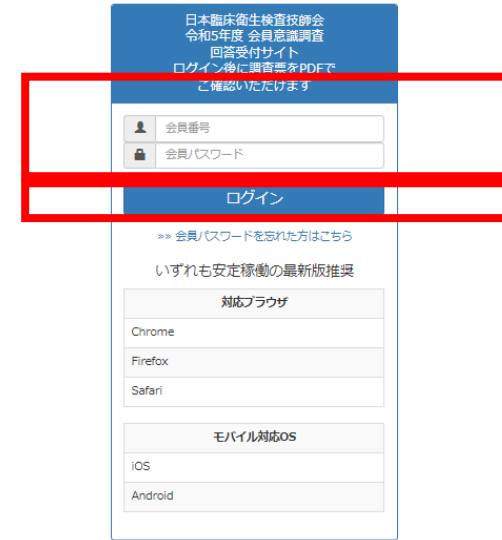 日本臨床衛生検査技師会
令和5年度 会員意識調査
回答受付サイト
ログイン後に調査票をPDFで
ご確認いただけます
会員番号
会員パスワード
ログイン
>> 会員パスワードを忘れた方はこちら
いずれも安定稼働の最新版推奨
対応ブラウザ
Chrome
Firefox
Safari
モバイル対応OS
iOS
Android